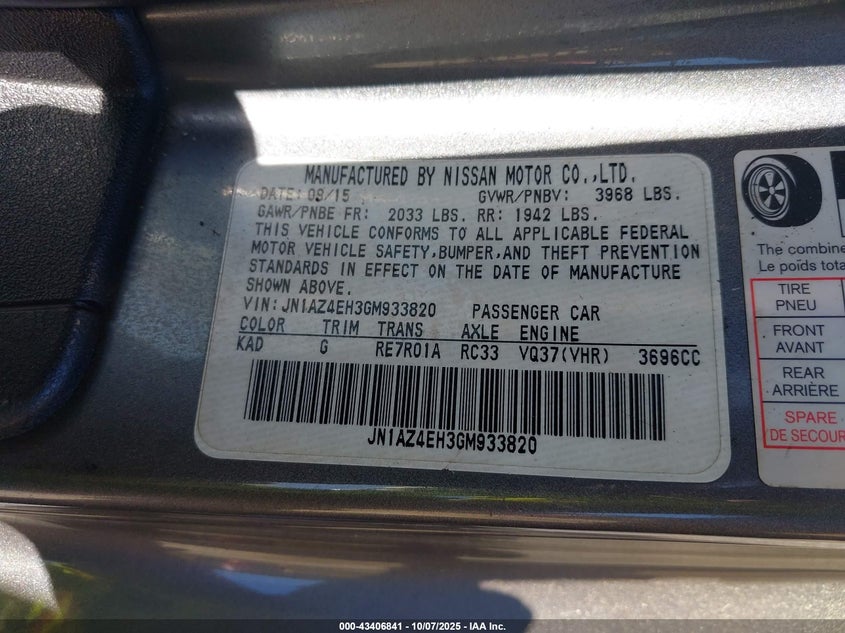 MANUFACTURED BY NISSAN MOTOR CO.,LTD.
DATE: 09/15 GVWR/PNBV: 3968 LBS.
GAWR/PNBE FR: 2033 LBS. RR: 1942 LBS.
THIS VEHICLE CONFORMS TO ALL APPLICABLE FEDERAL
MOTOR VEHICLE SAFETY,BUMPER,AND THEFT PREVENTION
STANDARDS IN EFFECT ON THE DATE OF MANUFACTURE
SHOWN ABOVE.
VIN:JN1AZ4EH3GM933820 PASSENGER CAR
COLOR TRIM TRANS AXLE ENGINE
KAD G RE7R01A RC33 VQ37(VHR) 3696CC
JN1AZ4EH3GM933820
The combine
Le poids tota
TIRE
PNEU
FRONT
AVANT
REAR
ARRIÈRE
SPARE
DE SECOUR
000-43406841 - 10/07/2025 - IAA Inc.